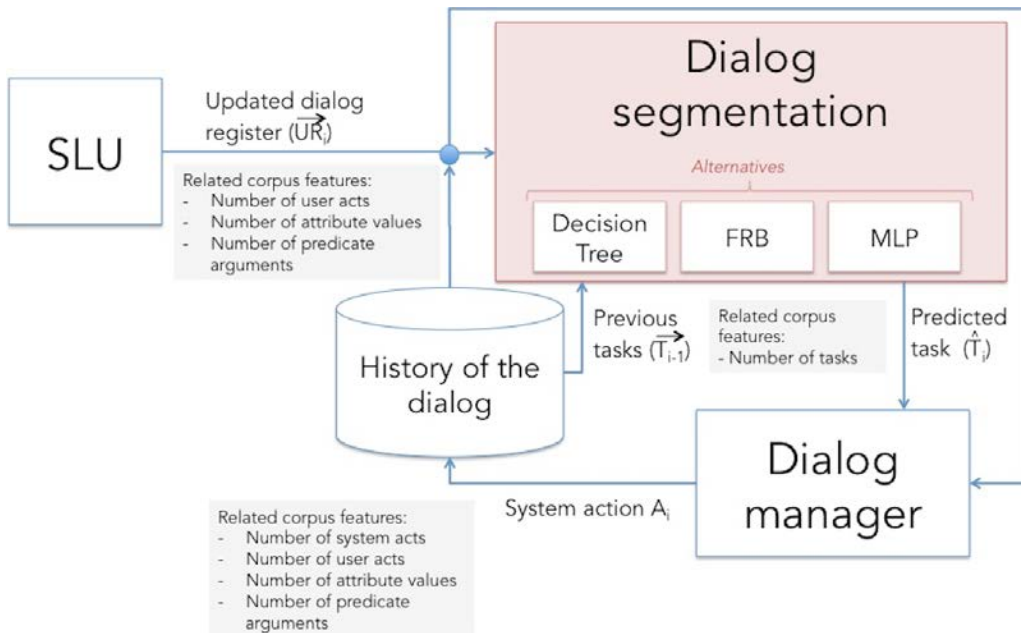 SLU
Updated dialog
register (URᵢ)
Related corpus features:
- Number of user acts
- Number of attribute values
- Number of predicate
arguments
Dialog
segmentation
Alternatives
Decision
Tree
FRB
MLP
History of the
dialog
Previous
tasks (Tᵢ₋₁)
Related corpus
features:
- Number of tasks
Predicted
task (T̂ᵢ)
Dialog
manager
System action Aᵢ
Related corpus features:
- Number of system acts
- Number of user acts
- Number of attribute values
- Number of predicate
arguments